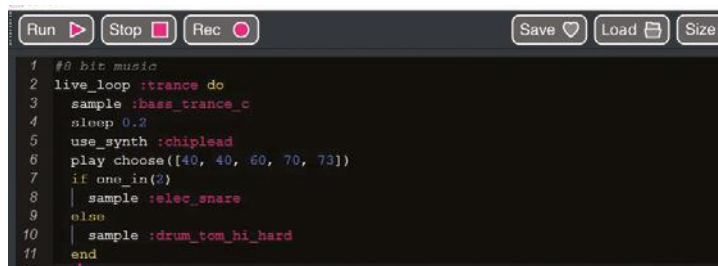 Run Stop Rec Save Load Size
1 #8 bit music
2 live_loop :trance do
3 sample :bass_trance_c
4 sleep 0.2
5 use_synth :chiplead
6 play choose([40, 40, 60, 70, 73])
7 if one_in(2)
8 sample :elec_snare
9 else
10 sample :drum_tom_hi_hard
11 end